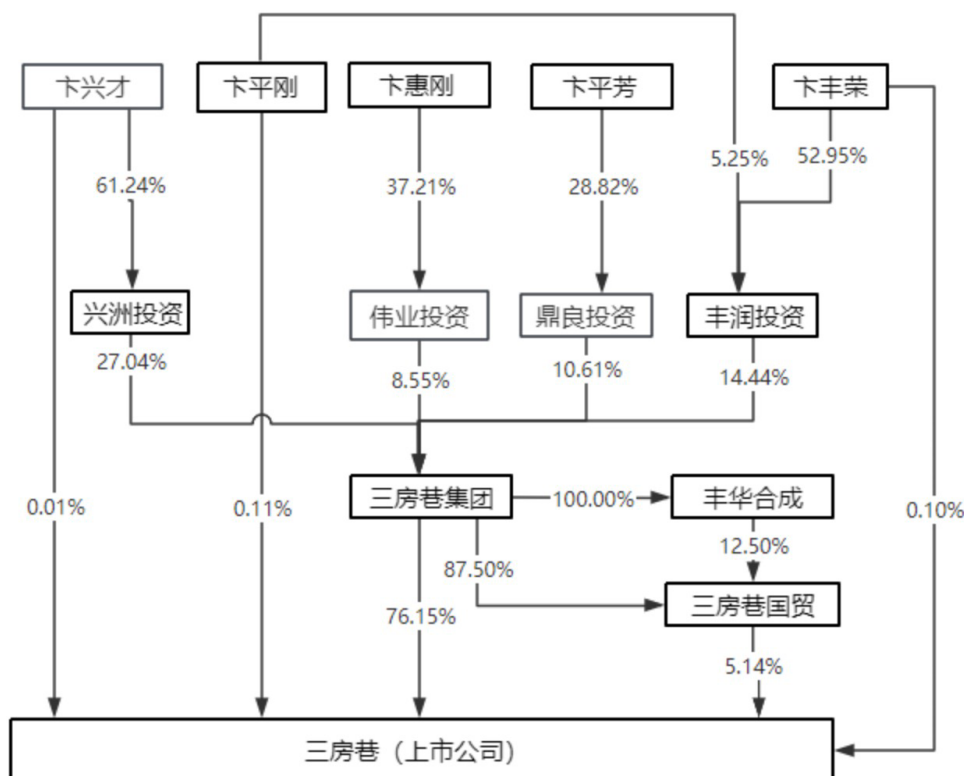 卞兴才
卞平刚
卞惠刚
卞平芳
卞丰荣
61.24%
37.21%
28.82%
5.25%
52.95%
兴洲投资
伟业投资
鼎良投资
丰润投资
27.04%
8.55%
10.61%
14.44%
三房巷集团
100.00%
丰华合成
0.01%
0.11%
12.50%
0.10%
87.50%
三房巷国贸
76.15%
5.14%
三房巷（上市公司）